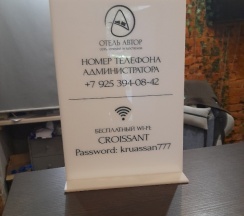 ОТЕЛЬ АВТОР
НОМЕР ТЕЛЕФОНА
АДМИНИСТРАТОРА
+7 925 394-08-42
БЕСПЛАТНЫЙ WI-FI:
CROISSANT
Password: kruassan777